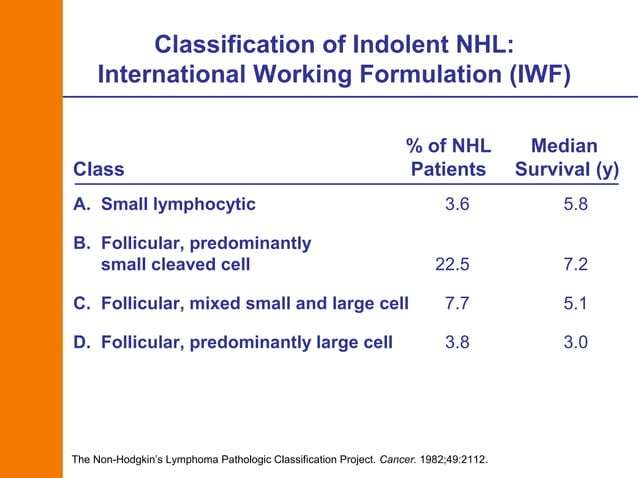 Classification of Indolent NHL:
International Working Formulation (IWF)
% of NHL Median
Class Patients Survival (y)
A. Small lymphocytic 3.6 5.8
B. Follicular, predominantly
small cleaved cell 22.5 7.2
C. Follicular, mixed small and large cell 7.7 5.1
D. Follicular, predominantly large cell 3.8 3.0
The Non-Hodgkin's Lymphoma Pathologic Classification Project. Cancer. 1982;49:2112.